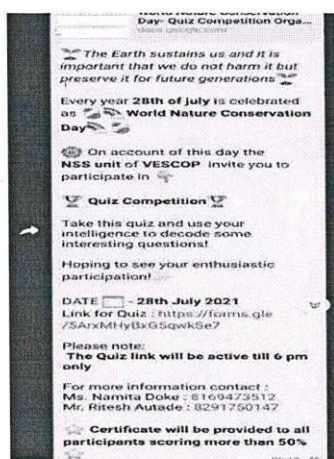 World Nature Conservation
Day- Quiz Competition Orga...
docs.google.com
The Earth sustains us and it is
important that we do not harm it but
preserve it for future generations
Every year 28th of july is celebrated
as World Nature Conservation
Day
On account of this day the
NSS unit of VESCOP invite you to
participate in
Quiz Competition
Take this quiz and use your
intelligence to decode some
interesting questions!
Hoping to see your enthusiastic
participation!
DATE - 28th July 2021
Link for Quiz : https://forms.gle
/5ArxMHyBxG5qwkSe7
Please note:
The Quiz link will be active till 6 pm
only
For more information contact :
Ms. Namita Doke : 8169473512
Mr. Ritesh Autade : 8291750147
Certificate will be provided to all
participants scoring more than 50%